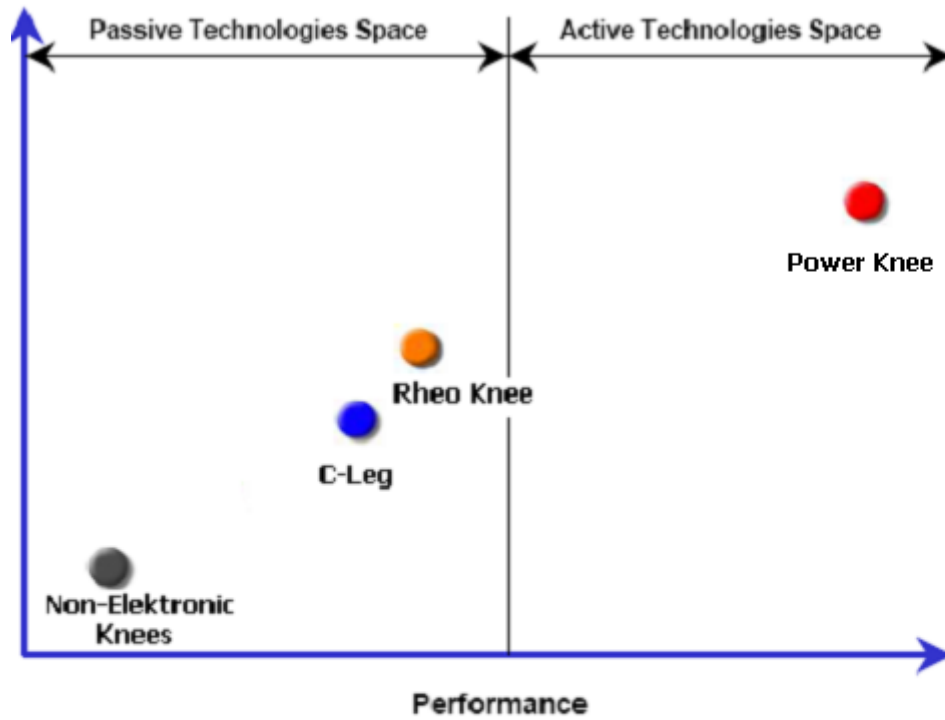 Passive Technologies Space
Active Technologies Space
Power Knee
Rheo Knee
C-Leg
Non-Elektronic
Knees
Performance